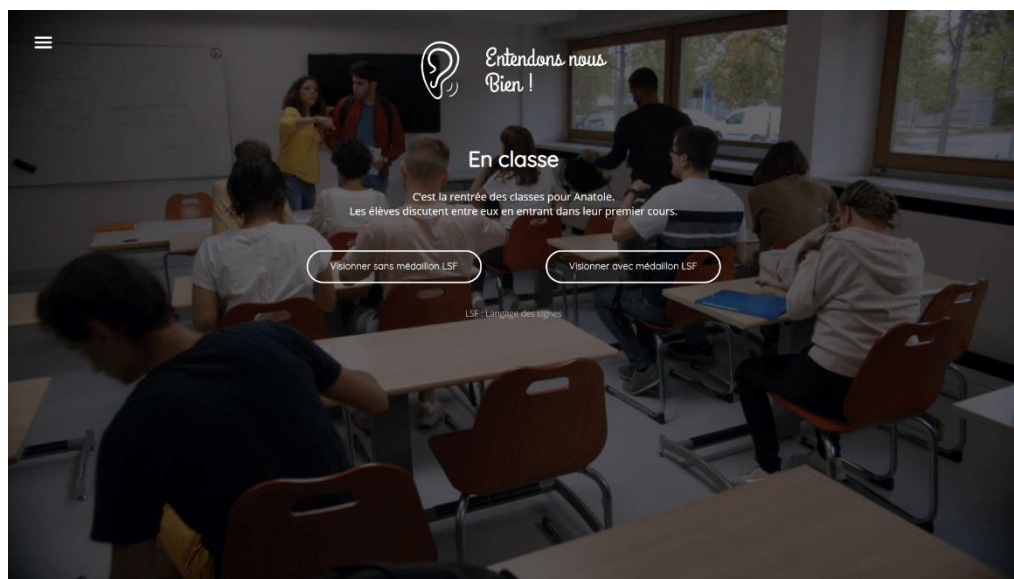 Entendons nous
Bien !
En classe
C'est la rentrée des classes pour Anatole.
Les élèves discutent entre eux en entrant dans leur premier cours.
Visionner sans médaillon LSF
Visionner avec médaillon LSF
LSF : Langage des signes